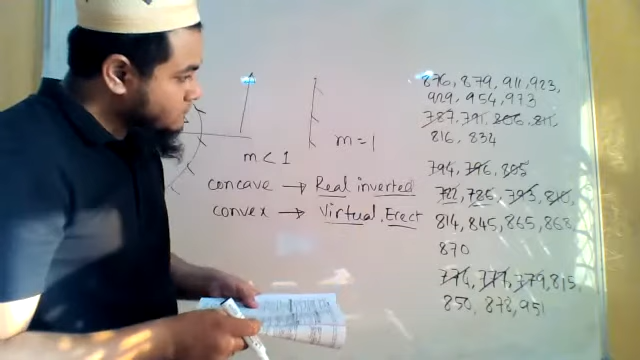 m < 1
m = 1
concave → Real inverted
convex → Virtual, Erect
876, 879, 911, 923,
929, 954, 973
787, 791, 806, 811,
816, 834
794, 796, 805
722, 785, 793, 810,
814, 845, 865, 868,
870
774, 777, 779, 815,
850, 878, 951